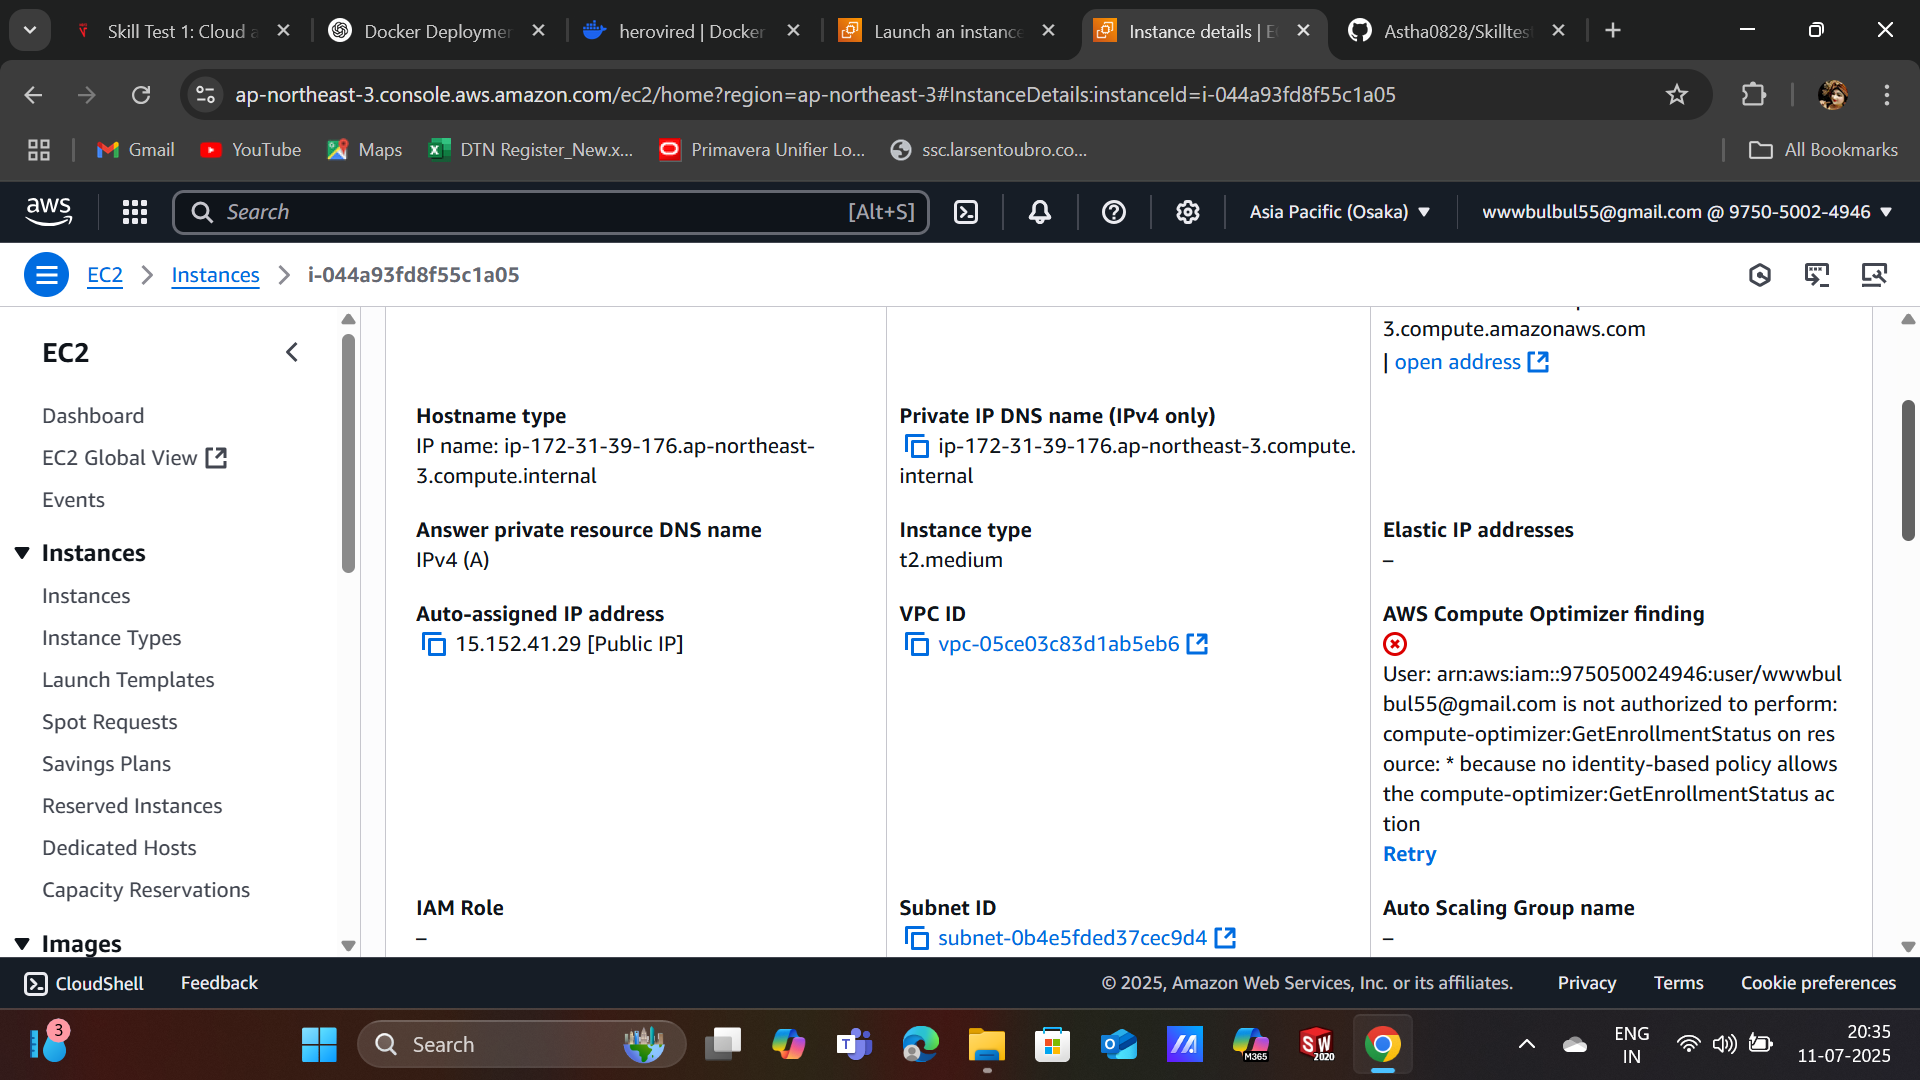 Skill Test 1: Cloud a
Docker Deploymen
herovired | Docker
Launch an instance
Instance details | E
Astha0828/Skilltest
ap-northeast-3.console.aws.amazon.com/ec2/home?region=ap-northeast-3#InstanceDetails:instanceId=i-044a93fd8f55c1a05
Gmail
YouTube
Maps
DTN Register_New.x...
Primavera Unifier Lo...
ssc.larsentoubro.co...
All Bookmarks
aws
Search
[Alt+S]
Asia Pacific (Osaka)
wwwbulbul55@gmail.com @ 9750-5002-4946
EC2
Instances
i-044a93fd8f55c1a05
EC2
Dashboard
EC2 Global View
Events
Instances
Instances
Instance Types
Launch Templates
Spot Requests
Savings Plans
Reserved Instances
Dedicated Hosts
Capacity Reservations
Images
3.compute.amazonaws.com
| open address
Hostname type
IP name: ip-172-31-39-176.ap-northeast-
3.compute.internal
Private IP DNS name (IPv4 only)
ip-172-31-39-176.ap-northeast-3.compute.
internal
Answer private resource DNS name
IPv4 (A)
Instance type
t2.medium
Elastic IP addresses
–
Auto-assigned IP address
15.152.41.29 [Public IP]
VPC ID
vpc-05ce03c83d1ab5eb6
AWS Compute Optimizer finding
User: arn:aws:iam::975050024946:user/wwwbul
bul55@gmail.com is not authorized to perform:
compute-optimizer:GetEnrollmentStatus on res
ource: * because no identity-based policy allows
the compute-optimizer:GetEnrollmentStatus ac
tion
Retry
IAM Role
–
Subnet ID
subnet-0b4e5fded37cec9d4
Auto Scaling Group name
–
CloudShell
Feedback
© 2025, Amazon Web Services, Inc. or its affiliates.
Privacy
Terms
Cookie preferences
3
Search
M365
SW
2020
ENG
IN
20:35
11-07-2025